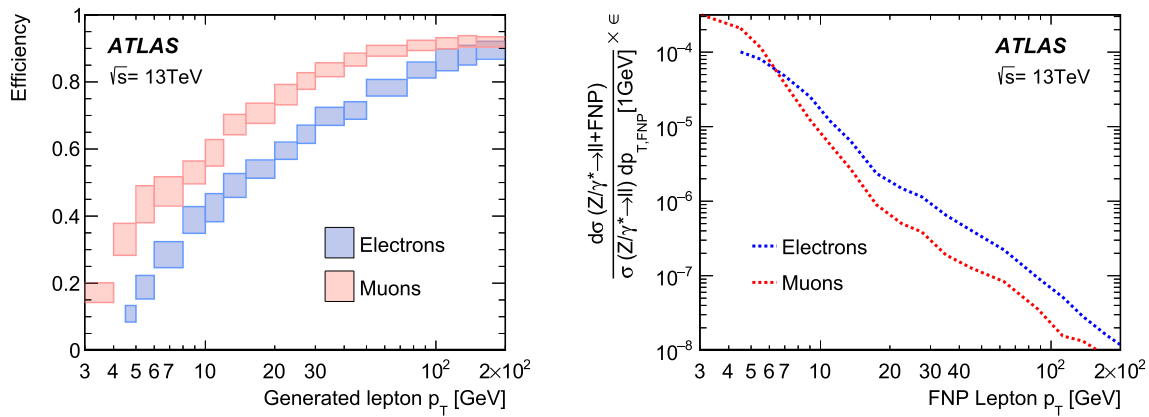 Efficiency
1
0.8
0.6
0.4
0.2
0
ATLAS
√s= 13TeV
Electrons
Muons
3 4 5 6 7 10 20 30 10² 2×10²
Generated lepton p_T [GeV]
dσ (Z/γ*→ll+FNP)
σ (Z/γ*→ll) dp_T,FNP [1GeV]
× ϵ
10⁻⁴
10⁻⁵
10⁻⁶
10⁻⁷
10⁻⁸
ATLAS
√s= 13TeV
Electrons
Muons
3 4 5 6 7 10 20 30 40 10² 2×10²
FNP Lepton p_T [GeV]